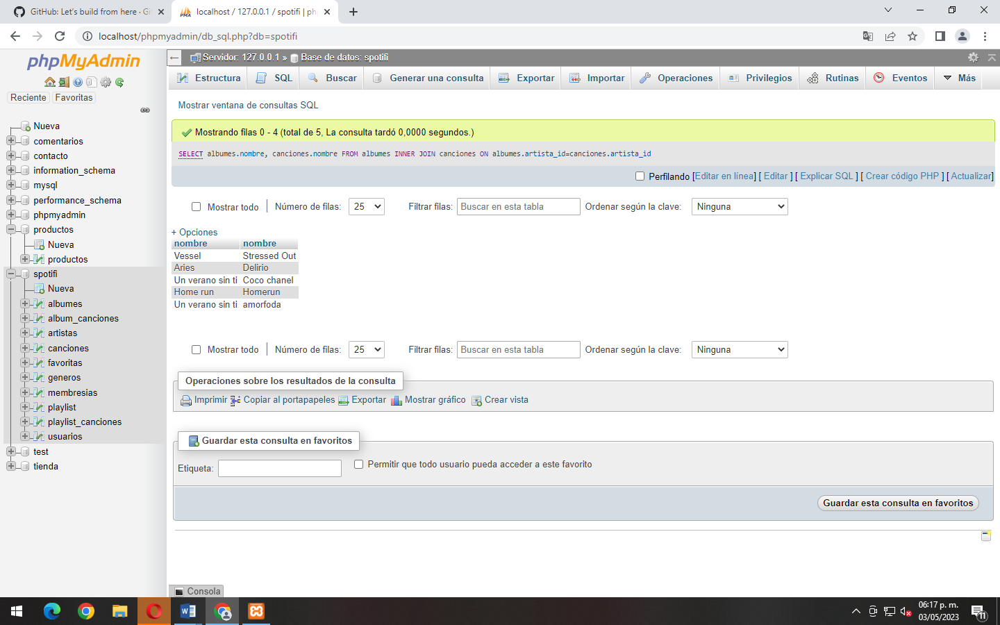 GitHub: Let's build from here · Gi
localhost / 127.0.0.1 / spotifi | ph
localhost/phpmyadmin/db_sql.php?db=spotifi
phpMyAdmin
Reciente Favoritas
Nueva
comentarios
contacto
information_schema
mysql
performance_schema
phpmyadmin
productos
Nueva
productos
spotifi
Nueva
albumes
album_canciones
artistas
canciones
favoritas
generos
membresias
playlist
playlist_canciones
usuarios
test
tienda
Servidor: 127.0.0.1 » Base de datos: spotifi
Estructura SQL Buscar Generar una consulta Exportar Importar Operaciones Privilegios Rutinas Eventos Más
Mostrar ventana de consultas SQL
Mostrando filas 0 - 4 (total de 5, La consulta tardó 0,0000 segundos.)
SELECT albumes.nombre, canciones.nombre FROM albumes INNER JOIN canciones ON albumes.artista_id=canciones.artista_id
Perfilando [Editar en línea] [ Editar ] [ Explicar SQL ] [ Crear código PHP ] [ Actualizar]
Mostrar todo | Número de filas: 25 Filtrar filas: Buscar en esta tabla Ordenar según la clave: Ninguna
+ Opciones
nombre nombre
Vessel Stressed Out
Aries Delirio
Un verano sin ti Coco chanel
Home run Homerun
Un verano sin ti amorfoda
Mostrar todo | Número de filas: 25 Filtrar filas: Buscar en esta tabla Ordenar según la clave: Ninguna
Operaciones sobre los resultados de la consulta
Imprimir Copiar al portapapeles Exportar Mostrar gráfico Crear vista
Guardar esta consulta en favoritos
Etiqueta: Permitir que todo usuario pueda acceder a este favorito
Guardar esta consulta en favoritos
Consola
06:17 p. m.
03/05/2023
11